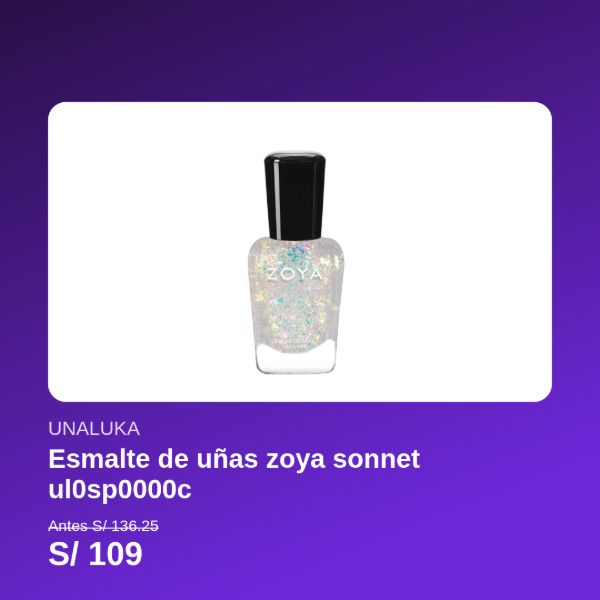 ZOYA
UNALUKA
Esmalte de uñas zoya sonnet
ul0sp0000c
Antes S/ 136.25
S/ 109